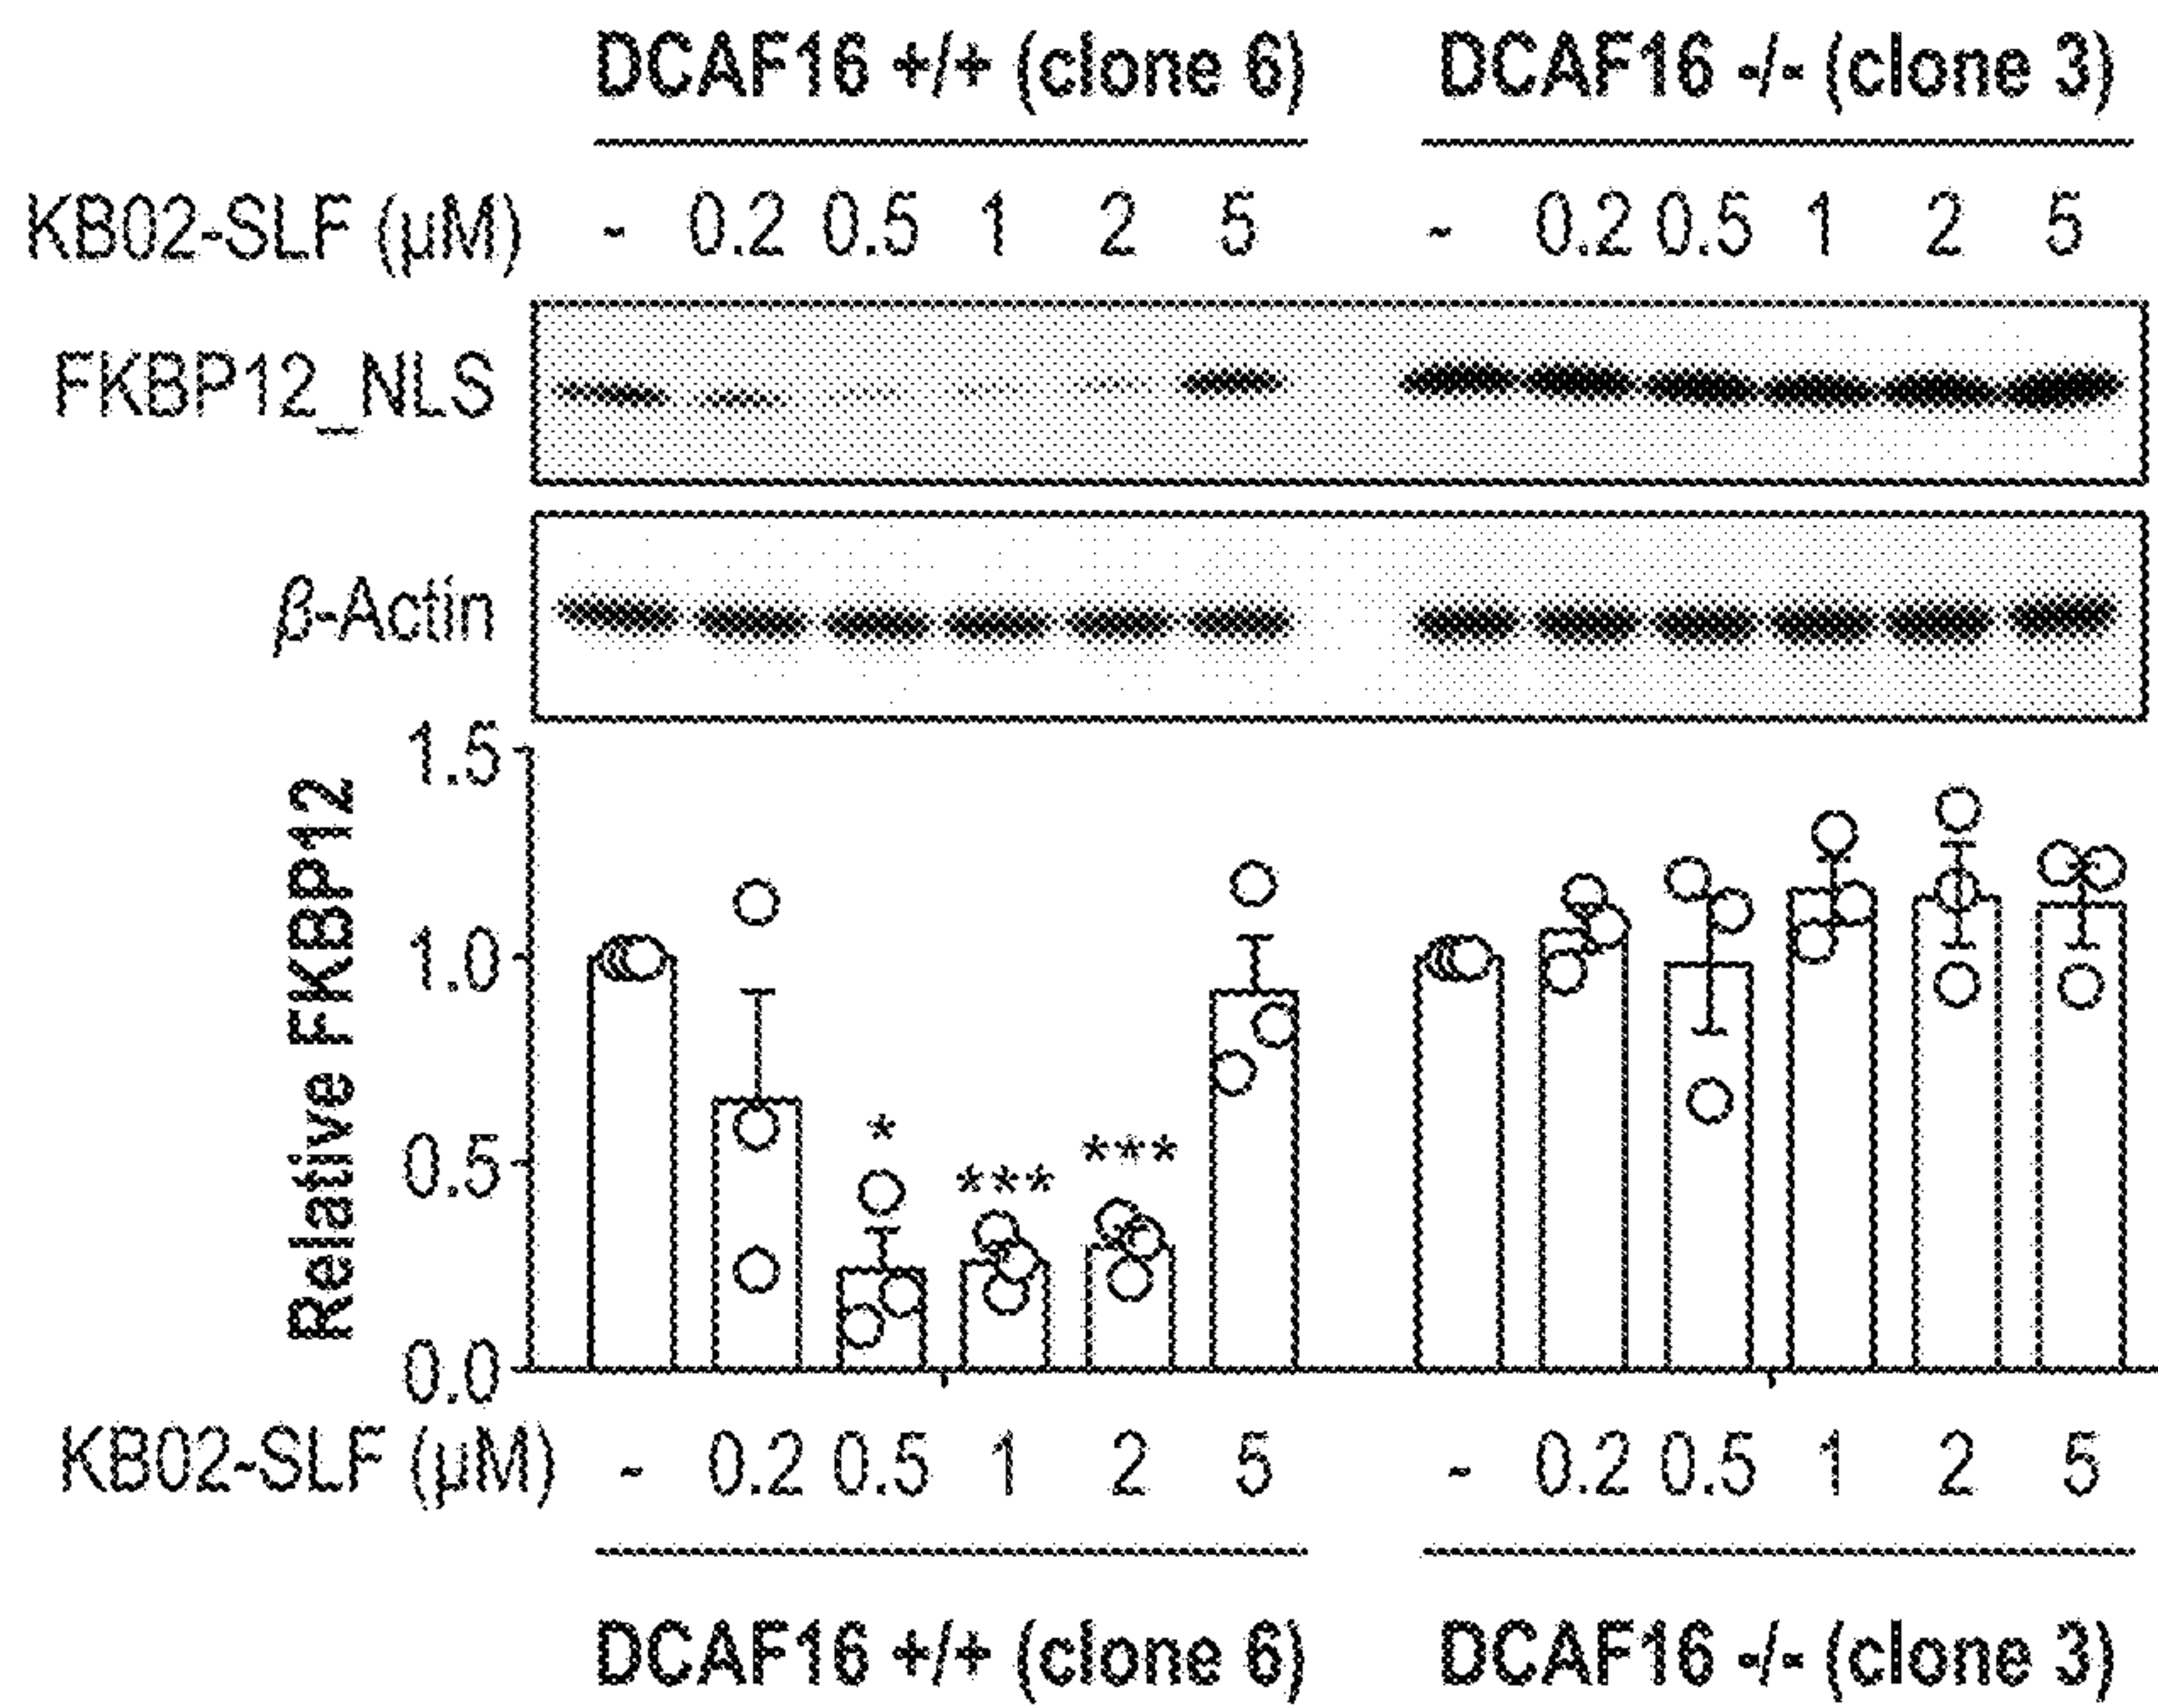 DCAF16 +/+ (clone 6) DCAF16 -/- (clone 3)
KB02-SLF (μM) - 0.2 0.5 1 2 5 - 0.2 0.5 1 2 5
FKBP12_NLS
β-Actin
1.5
1.0
0.5
0.0
Relative FKBP12
* *** ***
KB02-SLF (μM) - 0.2 0.5 1 2 5 - 0.2 0.5 1 2 5
DCAF16 +/+ (clone 6) DCAF16 -/- (clone 3)